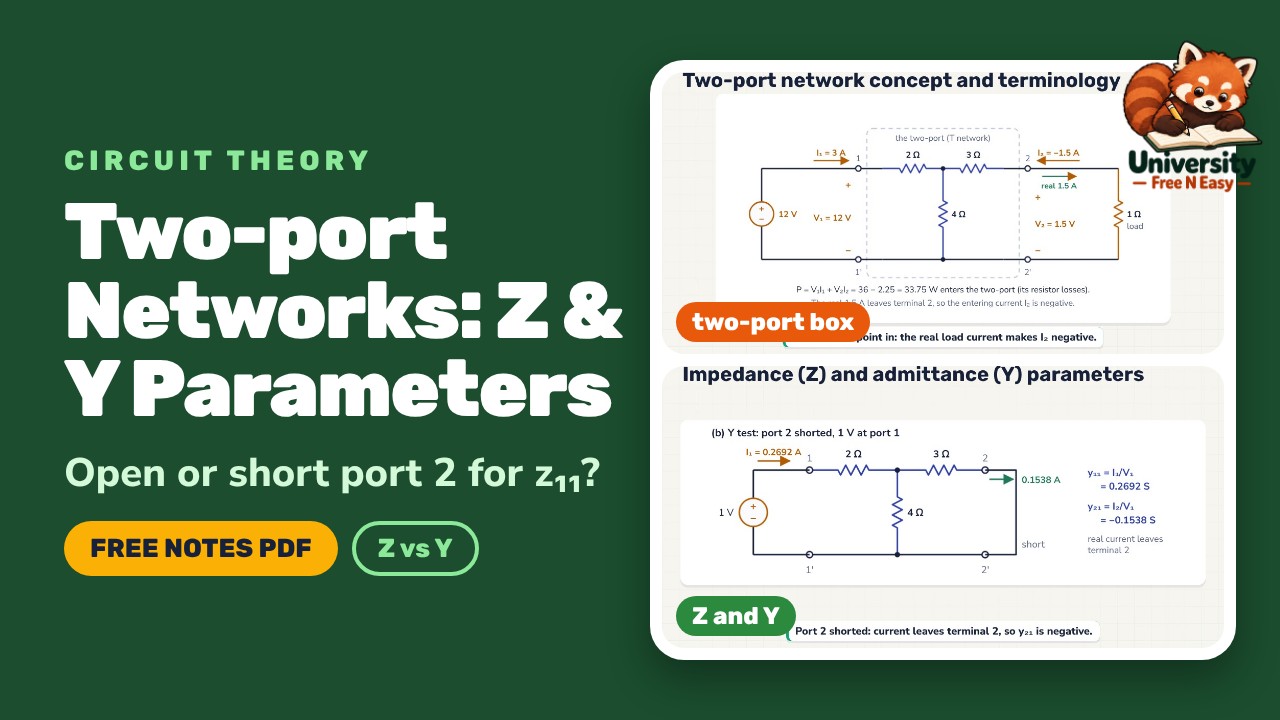 CIRCUIT THEORY
Two-port
Networks: Z &
Y Parameters
Open or short port 2 for z₁₁?
FREE NOTES PDF
Z vs Y
Two-port network concept and terminology
the two-port (T network)
I₁ = 3 A
1
2 Ω
3 Ω
2
I₂ = −1.5 A
real 1.5 A
+
+
+
−
12 V
V₁ = 12 V
4 Ω
V₂ = 1.5 V
1 Ω
load
−
−
1'
2'
P = V₁I₁ + V₂I₂ = 36 − 2.25 = 33.75 W enters the two-port (its resistor losses).
A leaves terminal 2, so the entering current I₂ is negative.
two-port box
point in: the real load current makes I₂ negative.
University
Free N Easy
Impedance (Z) and admittance (Y) parameters
(b) Y test: port 2 shorted, 1 V at port 1
I₁ = 0.2692 A
1
2 Ω
3 Ω
2
0.1538 A
1 V
+
−
4 Ω
short
1'
2'
y₁₁ = I₁/V₁
= 0.2692 S
y₂₁ = I₂/V₁
= −0.1538 S
real current leaves
terminal 2
Z and Y
Port 2 shorted: current leaves terminal 2, so y₂₁ is negative.